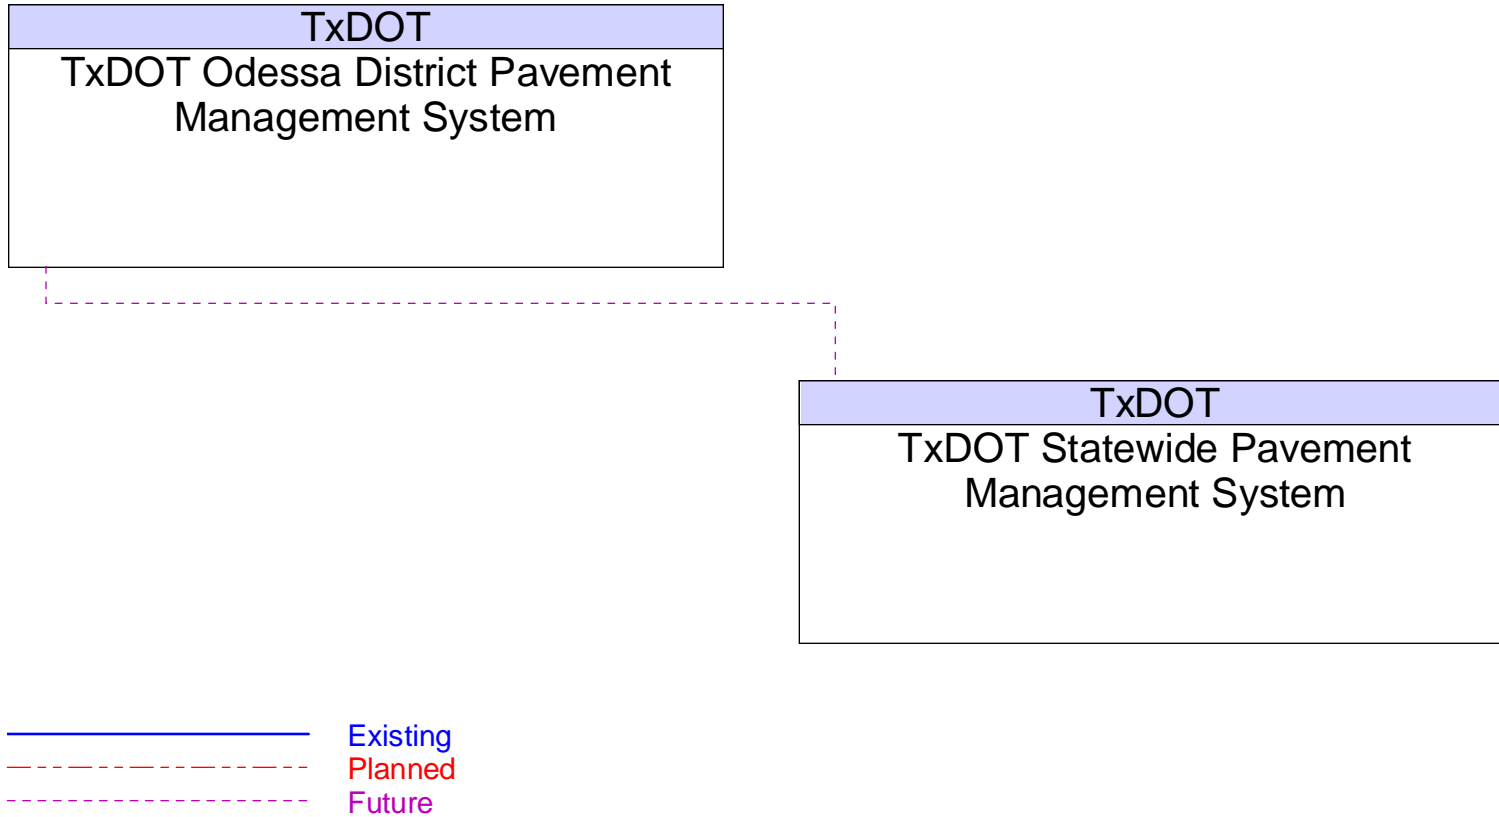 TxDOT
TxDOT Odessa District Pavement
Management System
TxDOT
TxDOT Statewide Pavement
Management System
Existing
Planned
Future